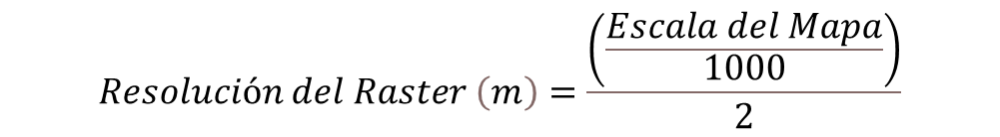 Resolución del Raster (m) = (Escala del Mapa / 1000) / 2